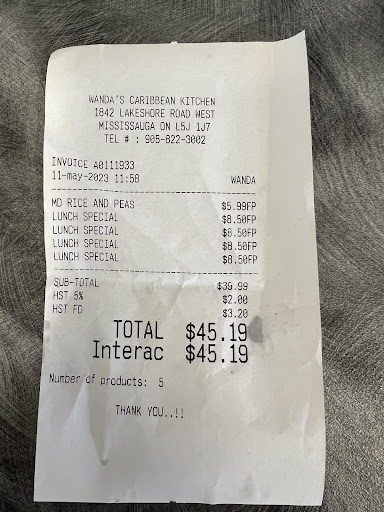 WANDA'S CARIBBEAN KITCHEN
1842 LAKESHORE ROAD WEST
MISSISSAUGA ON L5J 1J7
TEL # : 905-822-3002
INVOICE A0111933
11-may-2023 11:58 WANDA
MD RICE AND PEAS $5.99FP
LUNCH SPECIAL $8.50FP
LUNCH SPECIAL $8.50FP
LUNCH SPECIAL $8.50FP
LUNCH SPECIAL $8.50FP
SUB-TOTAL $39.99
HST 5% $2.00
HST FD $3.20
TOTAL $45.19
Interac $45.19
Number of products: 5
THANK YOU..!!